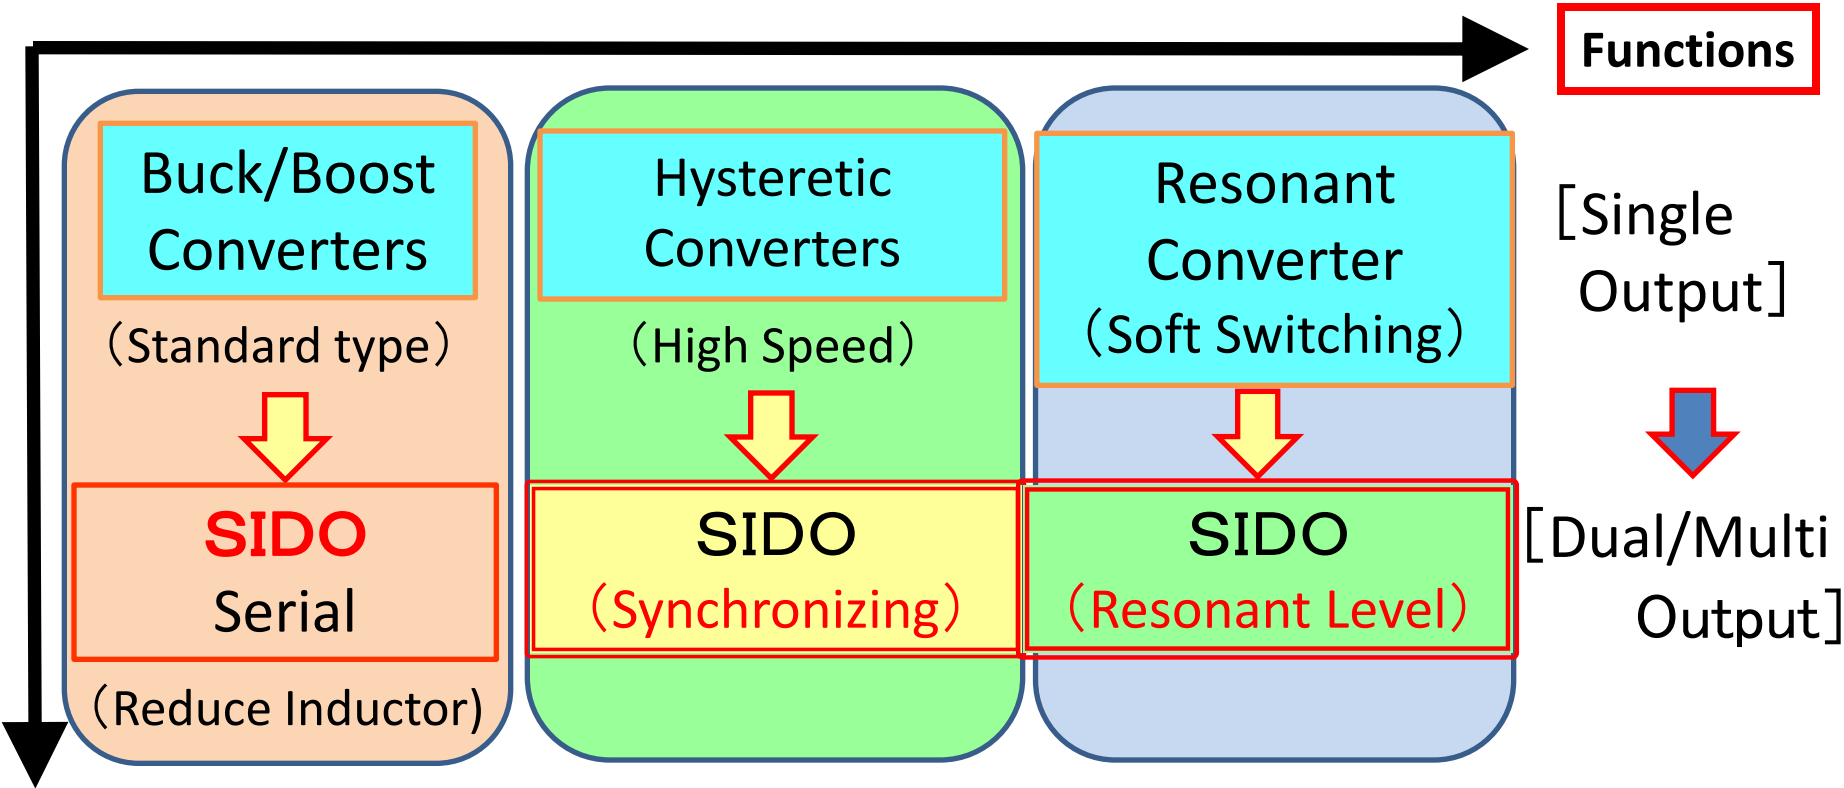 Functions
Buck/Boost
Converters
（Standard type）
SIDO
Serial
（Reduce Inductor)
Hysteretic
Converters
（High Speed）
SIDO
（Synchronizing）
Resonant
Converter
（Soft Switching）
SIDO
（Resonant Level）
［Single
Output］
［Dual/Multi
Output］